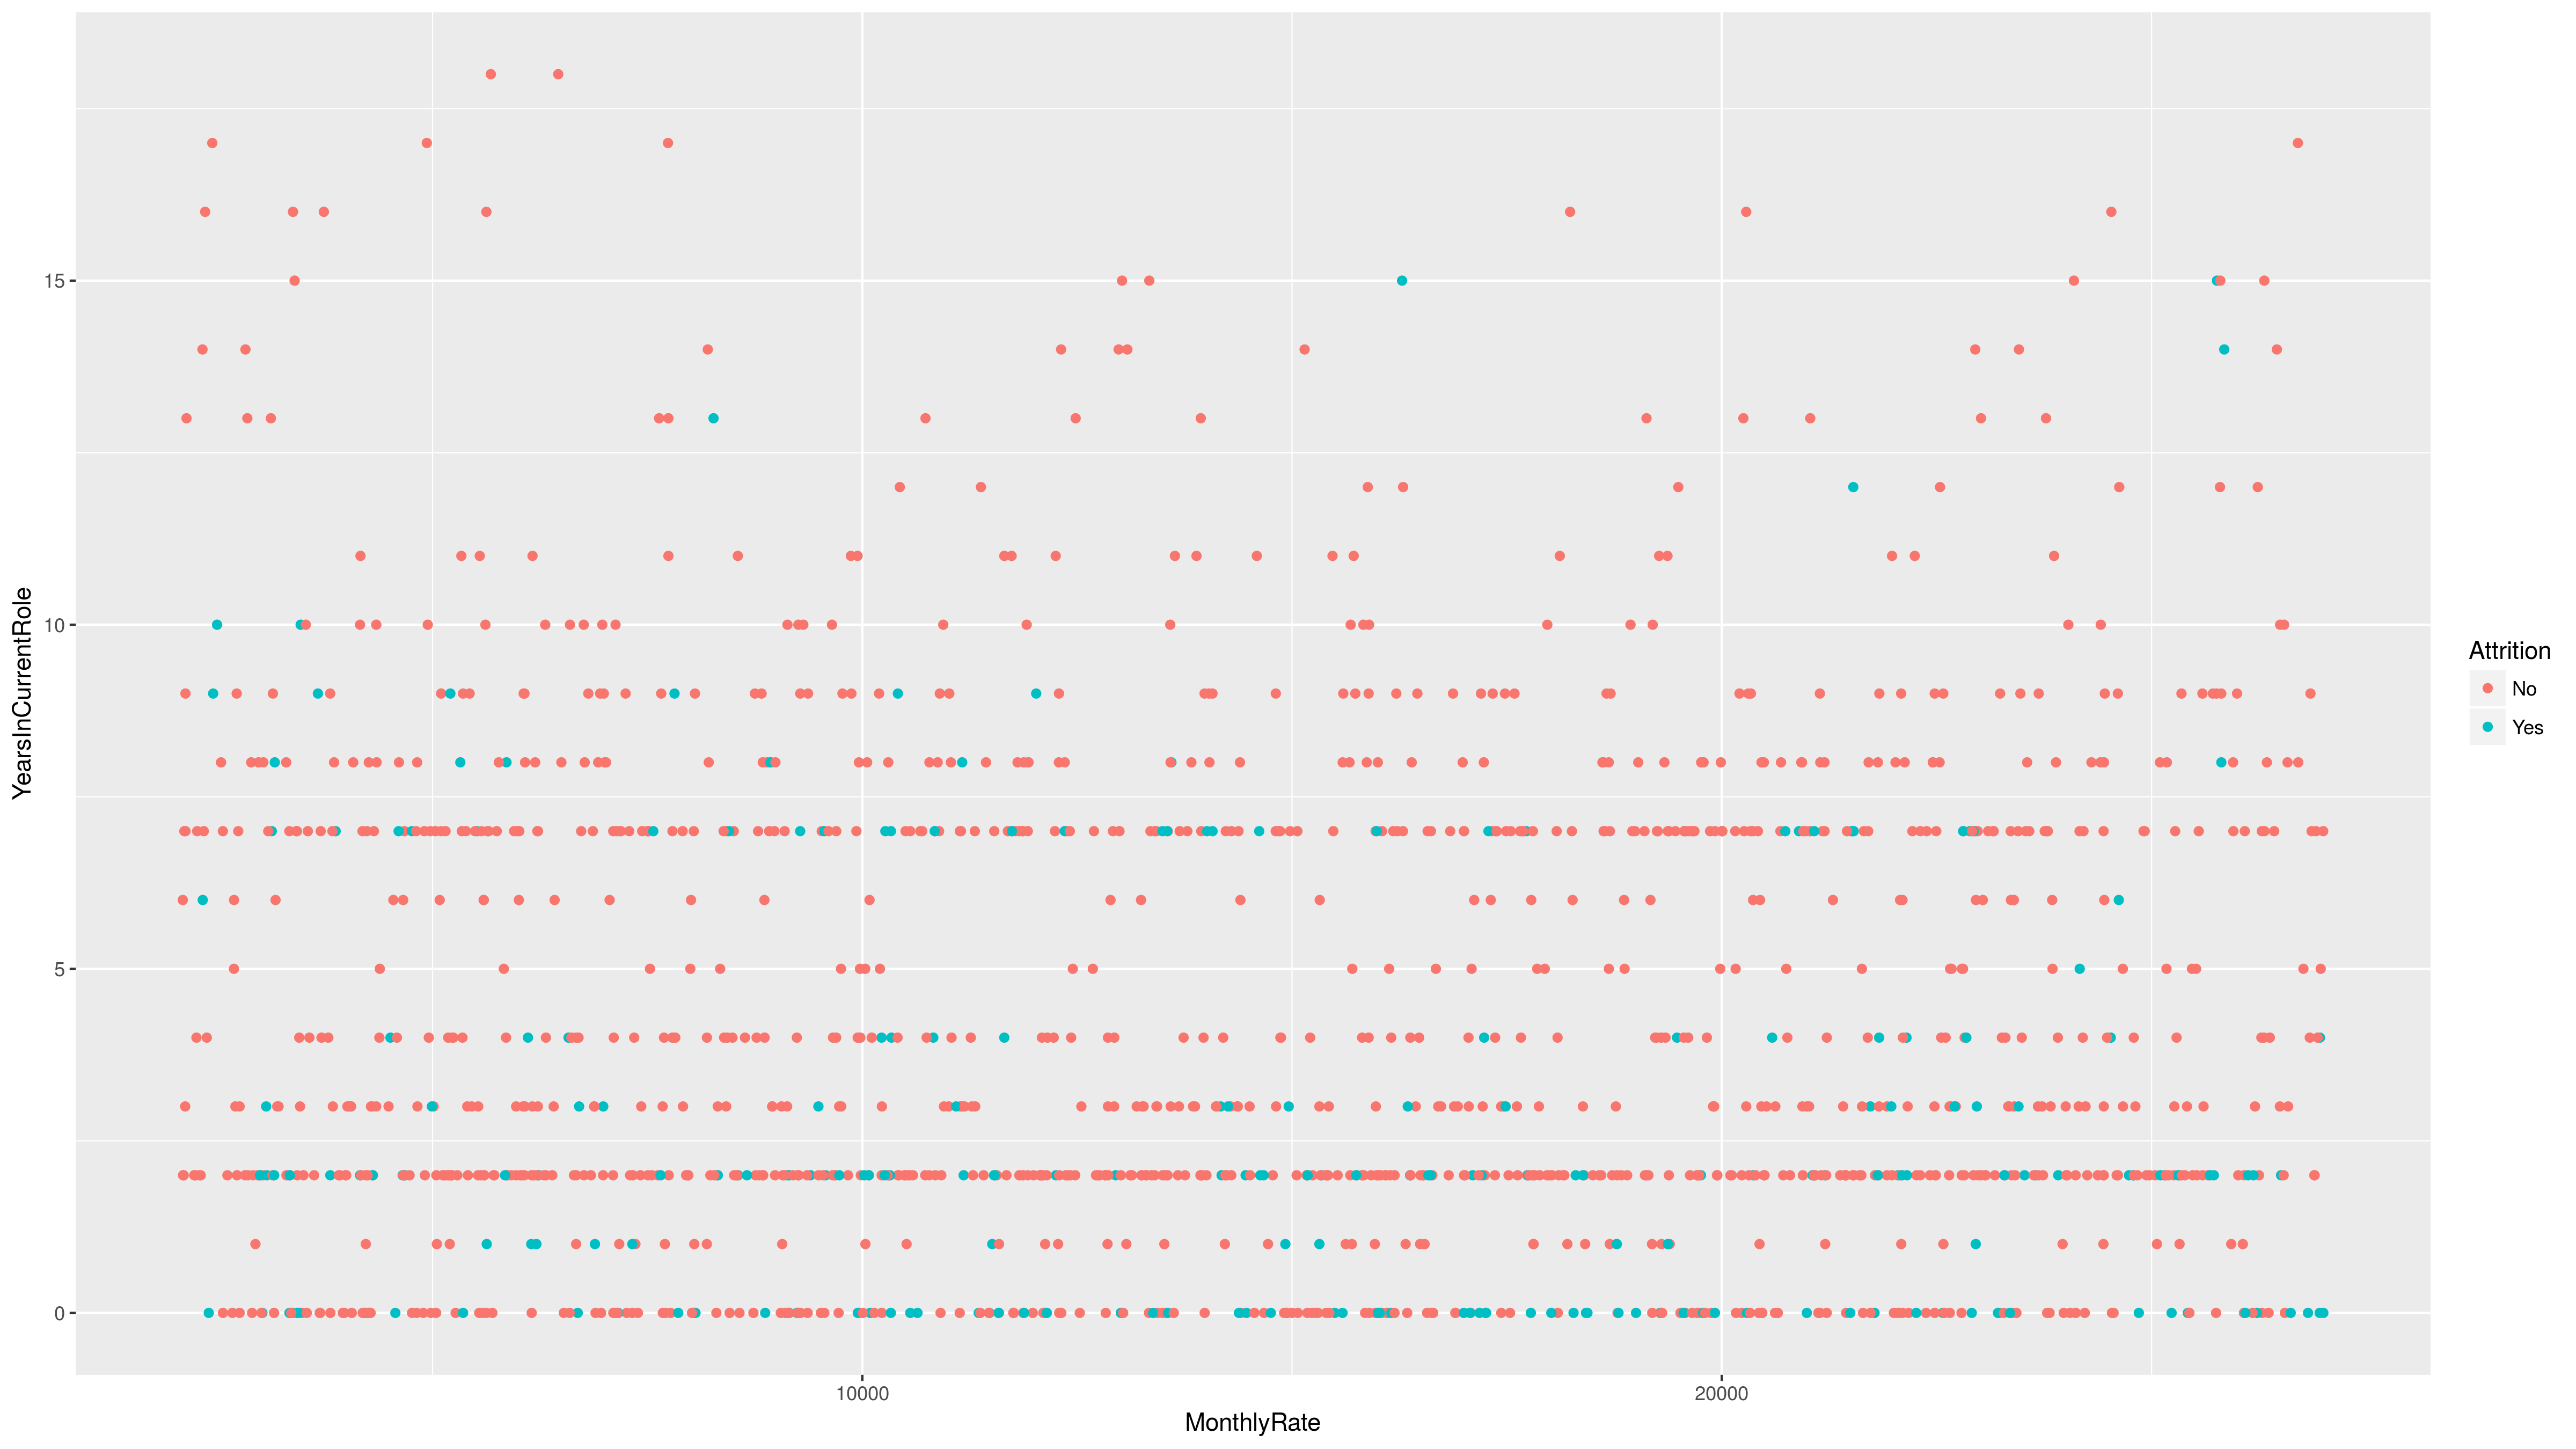 15
10
5
0
YearsInCurrentRole
10000
20000
MonthlyRate
Attrition
No
Yes